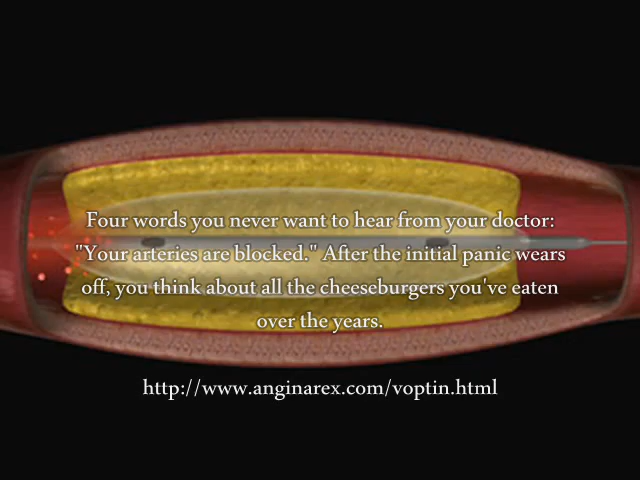 Four words you never want to hear from your doctor:
"Your arteries are blocked." After the initial panic wears
off, you think about all the cheeseburgers you've eaten
over the years.
http://www.anginarex.com/voptin.html